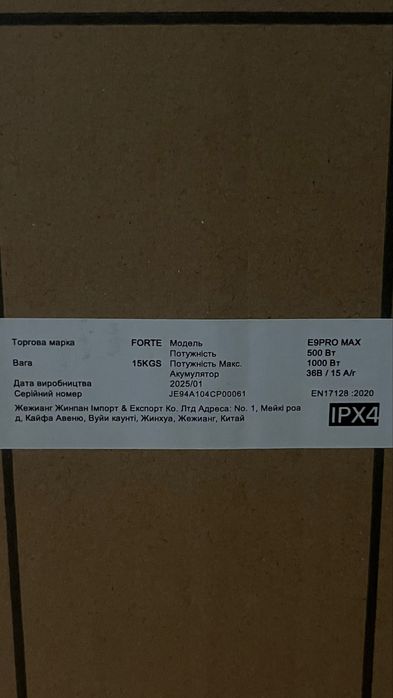 Торгова марка FORTE Модель E9PRO MAX
Потужність 500 Вт
Вага 15KGS Потужність Макс. 1000 Вт
Акумулятор 36В / 15 А/г
Дата виробництва 2025/01
Серійний номер JE94A104CP00061 EN17128 :2020
Жежианг Жинпан Імпорт & Експорт Ко. Лтд Адреса: No. 1, Мейкі роа
д, Кайфа Авеню, Вуйи каунті, Жинхуа, Жежианг, Китай
IPX4